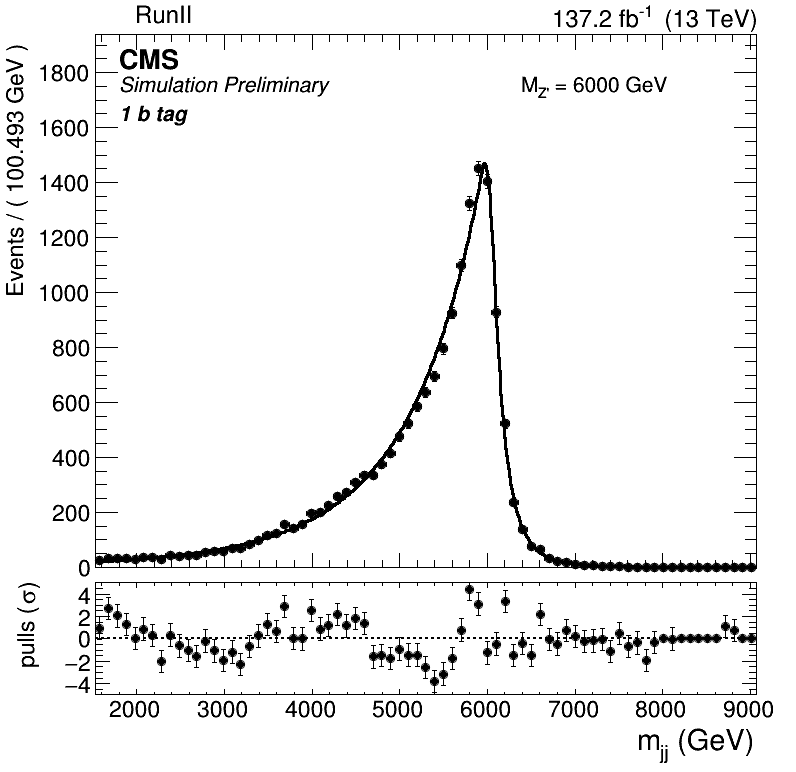 RunII 137.2 fb⁻¹ (13 TeV)
CMS
Simulation Preliminary
1 b tag
M_Z' = 6000 GeV
Events / ( 100.493 GeV )
1800
1600
1400
1200
1000
800
600
400
200
0
pulls (σ)
4
2
0
−2
−4
2000 3000 4000 5000 6000 7000 8000 9000
m_jj (GeV)